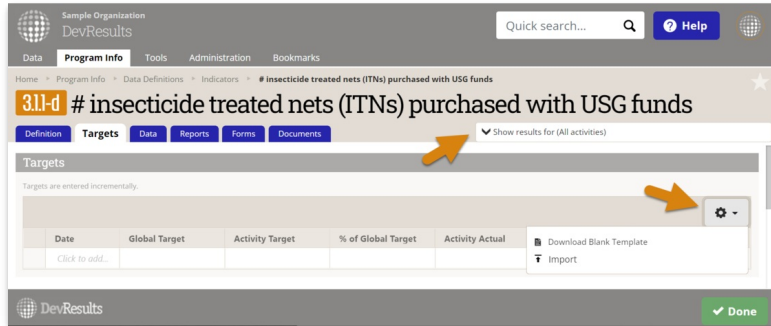 Sample Organization
DevResults
Quick search...
Help
Data Program Info Tools Administration Bookmarks
Home Program Info Data Definitions Indicators # insecticide treated nets (ITNs) purchased with USG funds
3.1.1-d # insecticide treated nets (ITNs) purchased with USG funds
Definition Targets Data Reports Forms Documents
Show results for (All activities)
Targets
Targets are entered incrementally.
Date Global Target Activity Target % of Global Target Activity Actual
Click to add...
Download Blank Template
Import
DevResults
Done